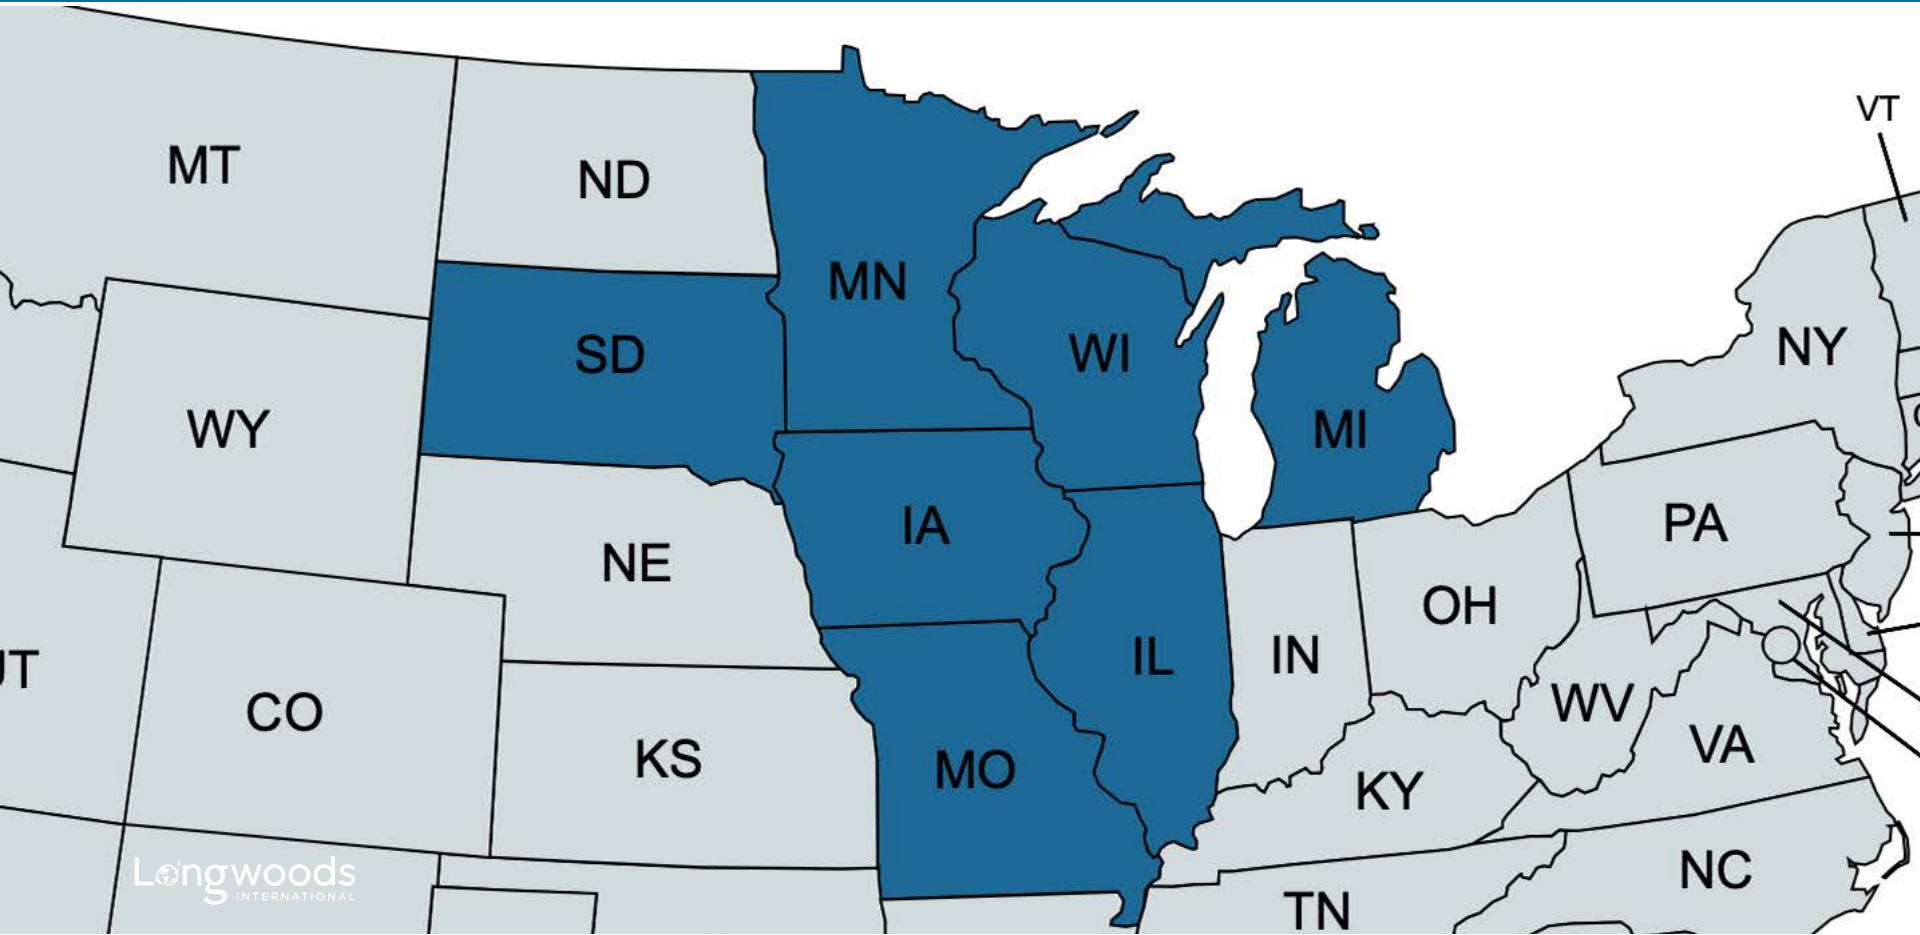 VT
MT
ND
MN
NY
SD
WI
WY
MI
PA
IA
NE
OH
IL
IN
CO
WV
VA
KS
MO
KY
Longwoods
INTERNATIONAL
NC
TN